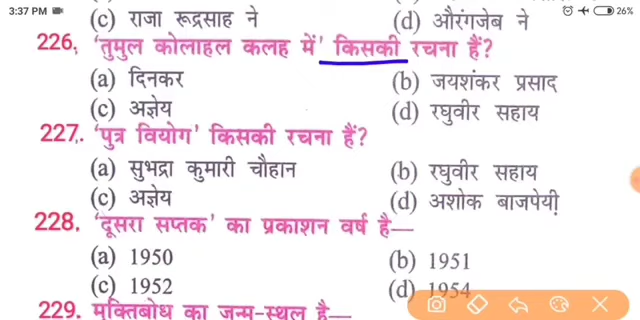 3:37 PM
26%
(c) राजा रूद्रसाह ने (d) औरंगजेब ने
226. 'तुमुल कोलाहल कलह में' किसकी रचना हैं?
(a) दिनकर (b) जयशंकर प्रसाद
(c) अज्ञेय (d) रघुवीर सहाय
227. 'पुत्र वियोग' किसकी रचना हैं?
(a) सुभद्रा कुमारी चौहान (b) रघुवीर सहाय
(c) अज्ञेय (d) अशोक बाजपेयी
228. 'दूसरा सप्तक' का प्रकाशन वर्ष है—
(a) 1950 (b) 1951
(c) 1952 (d) 1954
229. मुक्तिबोध का जन्म-स्थल है—